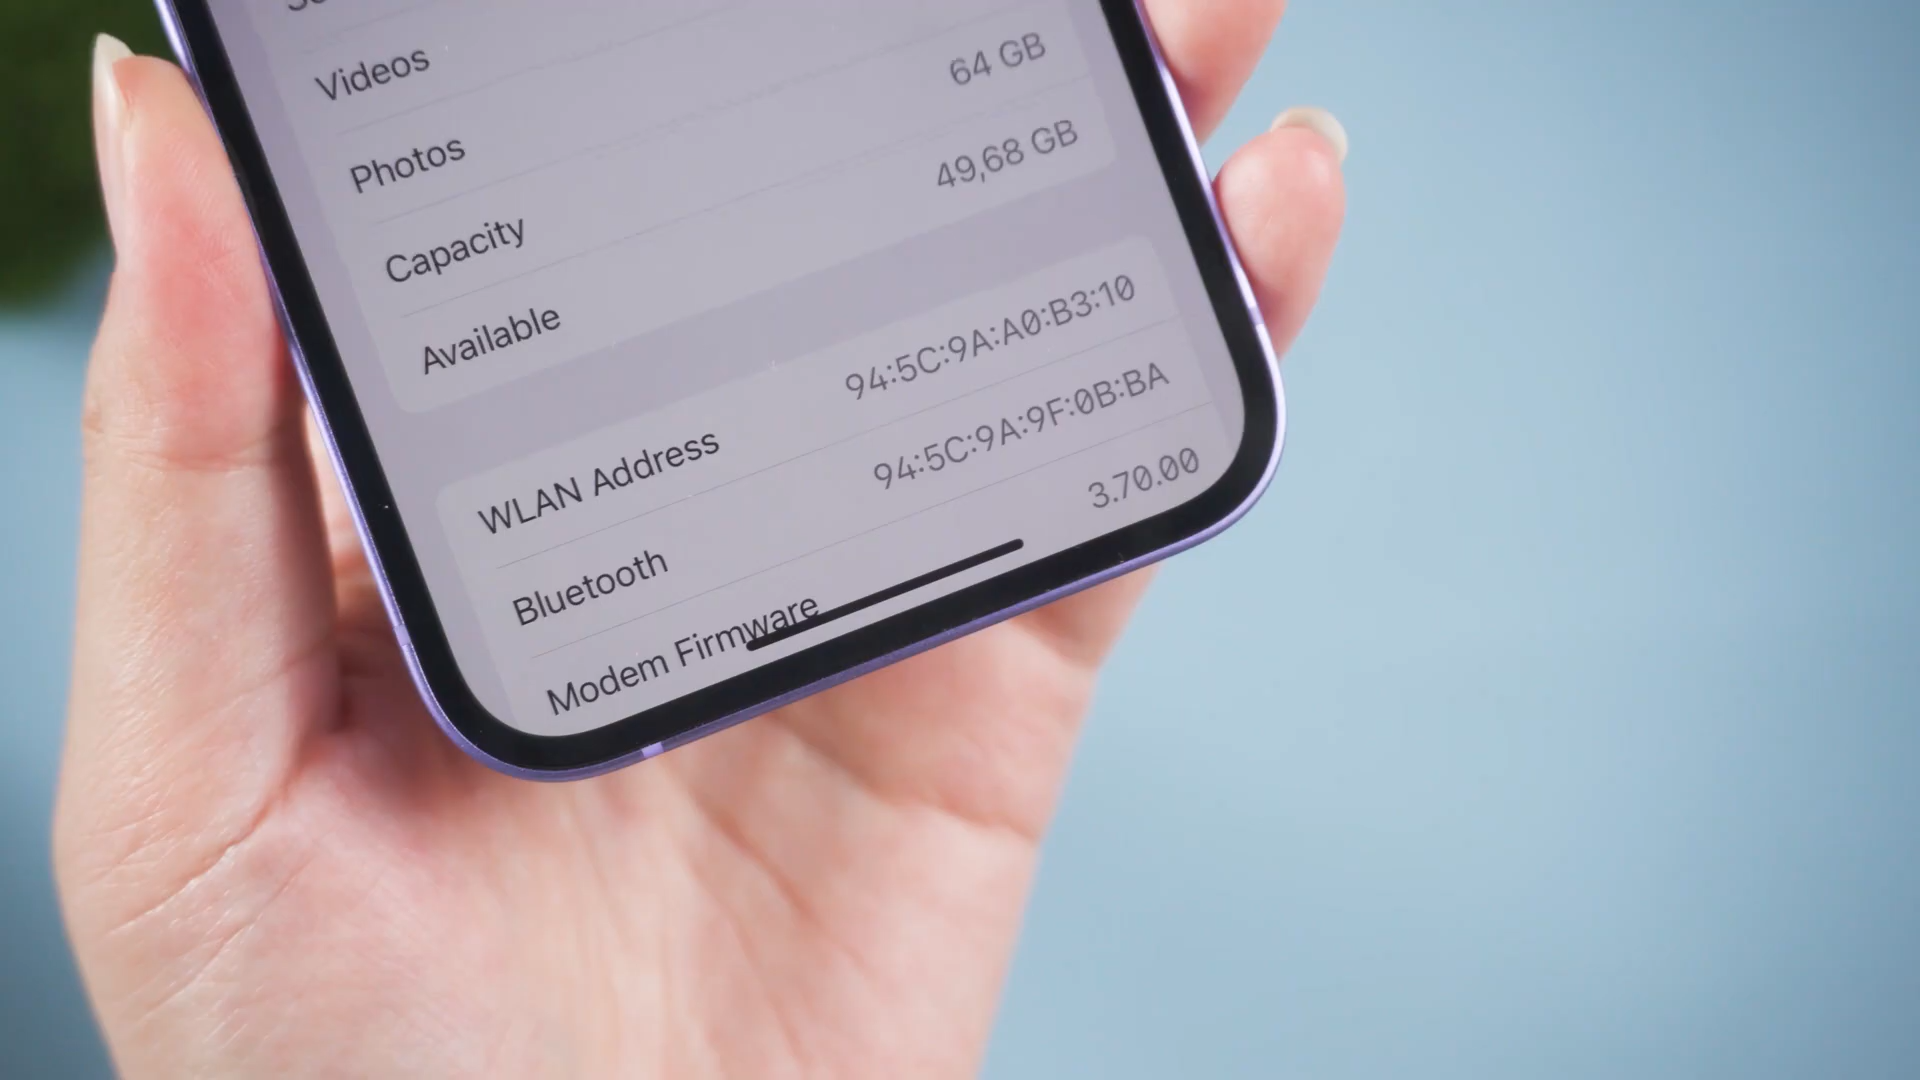 Videos
Photos
Capacity 64 GB
Available 49,68 GB
WLAN Address 94:5C:9A:A0:B3:10
Bluetooth 94:5C:9A:9F:0B:BA
Modem Firmware 3.70.00